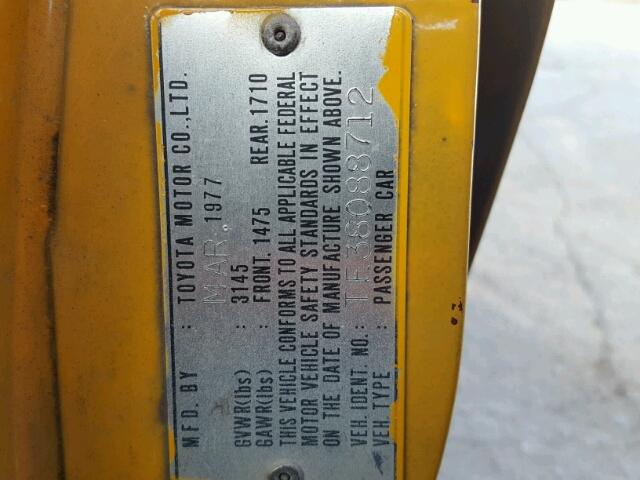 MFD. BY : TOYOTA MOTOR CO.,LTD.
MAR. 1977
GVWR(lbs) : 3145
GAWR(lbs) : FRONT. 1475 REAR. 1710
THIS VEHICLE CONFORMS TO ALL APPLICABLE FEDERAL
MOTOR VEHICLE SAFETY STANDARDS IN EFFECT
ON THE DATE OF MANUFACTURE SHOWN ABOVE.
VEH. IDENT. NO. : TE38088712
VEH. TYPE : PASSENGER CAR